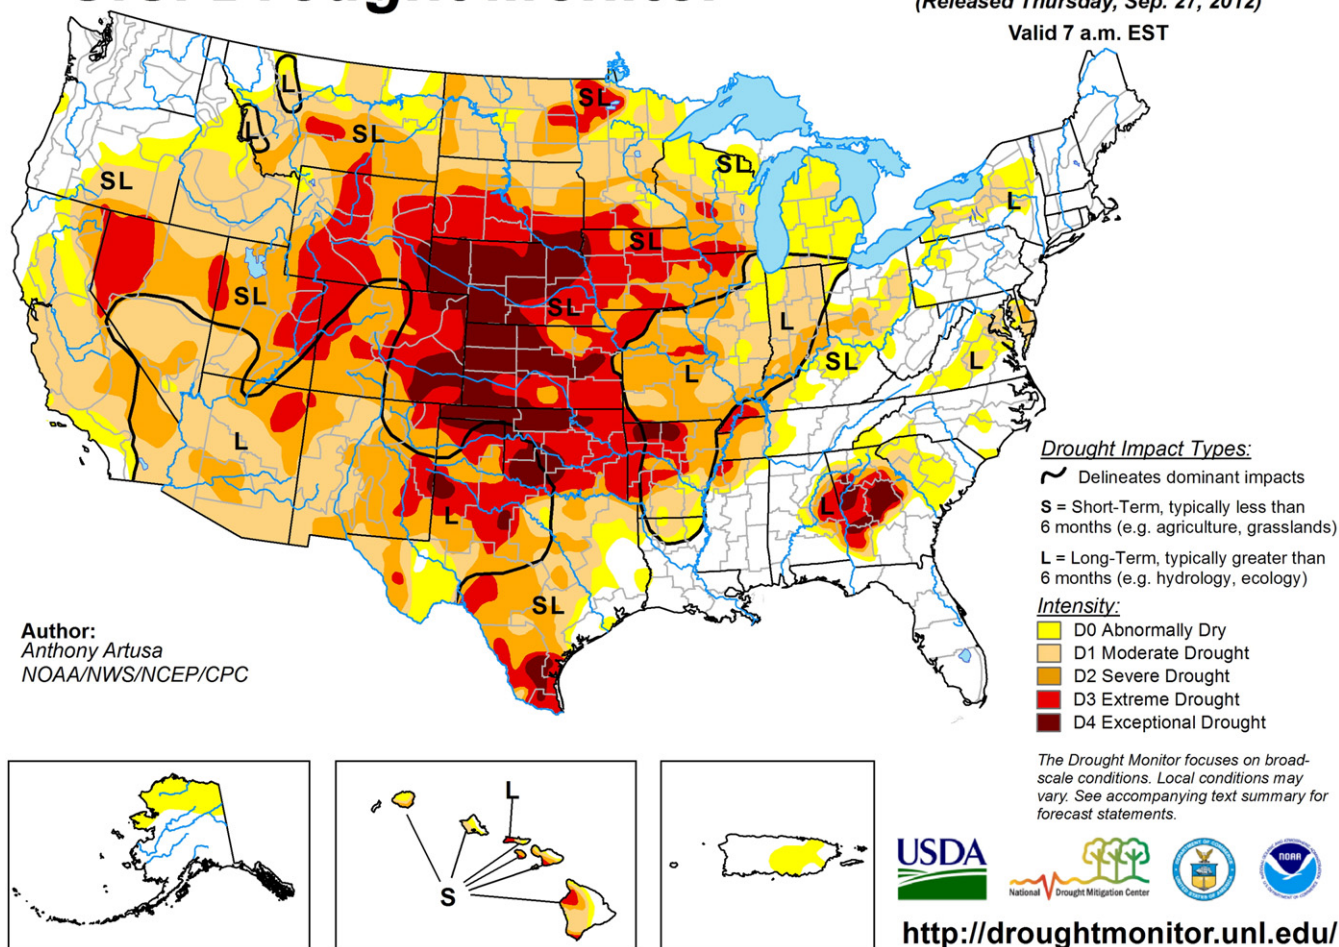 U.S. Drought Monitor
(Released Thursday, Sep. 27, 2012)
Valid 7 a.m. EST
L
SL
L
SL
SL
SL
L
SL
SL
SL
L
L
SL
L
L
L
L
SL
Drought Impact Types:
Delineates dominant impacts
S = Short-Term, typically less than
6 months (e.g. agriculture, grasslands)
L = Long-Term, typically greater than
6 months (e.g. hydrology, ecology)
Intensity:
D0 Abnormally Dry
D1 Moderate Drought
D2 Severe Drought
D3 Extreme Drought
D4 Exceptional Drought
Author:
Anthony Artusa
NOAA/NWS/NCEP/CPC
L
S
The Drought Monitor focuses on broad-
scale conditions. Local conditions may
vary. See accompanying text summary for
forecast statements.
USDA
National Drought Mitigation Center
NOAA
http://droughtmonitor.unl.edu/